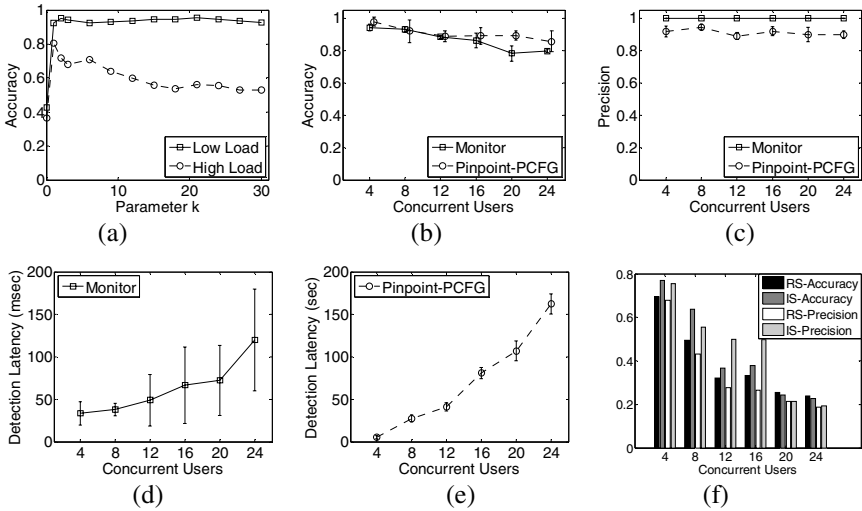 1
0.8
0.6
0.4
0.2
0
Accuracy
Low Load
High Load
0 10 20 30
Parameter k
(a)
1
0.8
0.6
0.4
0.2
0
Accuracy
Monitor
Pinpoint-PCFG
4 8 12 16 20 24
Concurrent Users
(b)
1
0.8
0.6
0.4
0.2
0
Precision
Monitor
Pinpoint-PCFG
4 8 12 16 20 24
Concurrent Users
(c)
200
150
100
50
0
Detection Latency (msec)
Monitor
4 8 12 16 20 24
Concurrent Users
(d)
200
150
100
50
0
Detection Latency (sec)
Pinpoint-PCFG
4 8 12 16 20 24
Concurrent Users
(e)
0.8
0.6
0.4
0.2
0
RS-Accuracy
IS-Accuracy
RS-Precision
IS-Precision
4 8 12 16 20 24
Concurrent Users
(f)